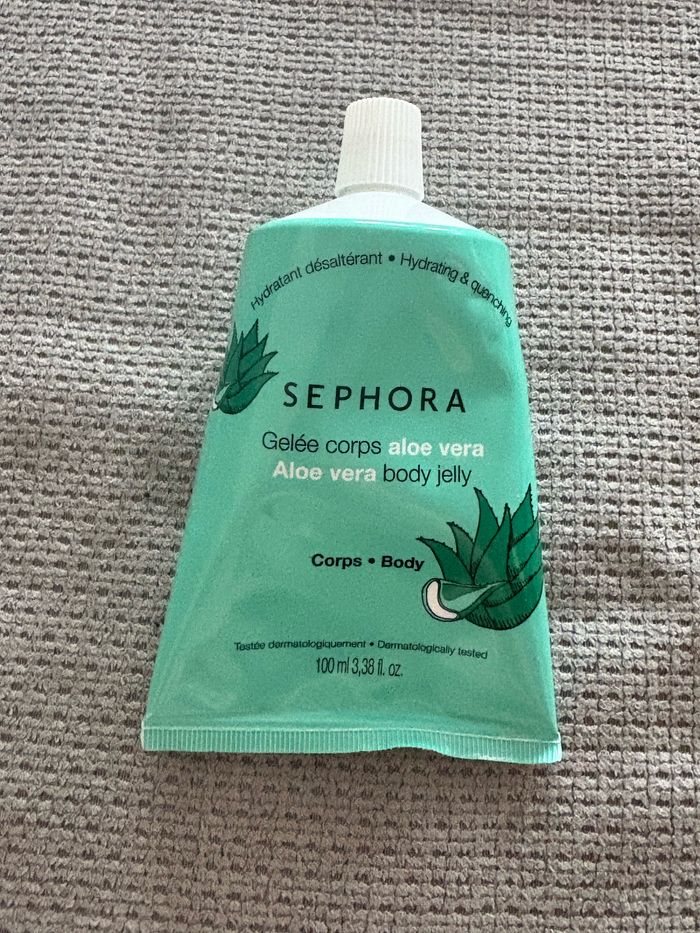 Hydratant désaltérant • Hydrating & quenching
SEPHORA
Gelée corps aloe vera
Aloe vera body jelly
Corps • Body
Testée dermatologiquement • Dermatologically tested
100 ml 3,38 fl. oz.